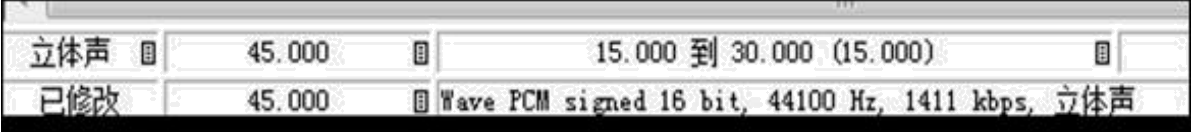 立体声 45.000 15.000 到 30.000 (15.000)
已修改 45.000 Wave PCM signed 16 bit, 44100 Hz, 1411 kbps, 立体声